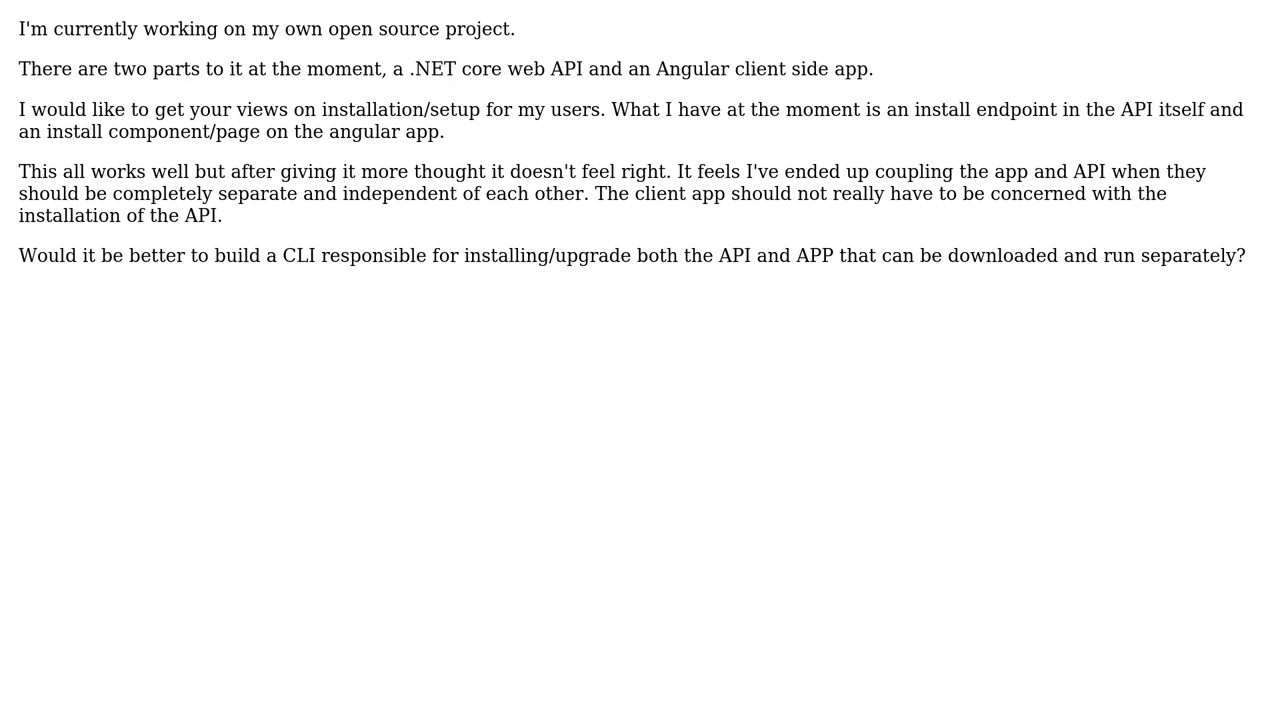 I'm currently working on my own open source project.
There are two parts to it at the moment, a .NET core web API and an Angular client side app.
I would like to get your views on installation/setup for my users. What I have at the moment is an install endpoint in the API itself and
an install component/page on the angular app.
This all works well but after giving it more thought it doesn't feel right. It feels I've ended up coupling the app and API when they
should be completely separate and independent of each other. The client app should not really have to be concerned with the
installation of the API.
Would it be better to build a CLI responsible for installing/upgrade both the API and APP that can be downloaded and run separately?